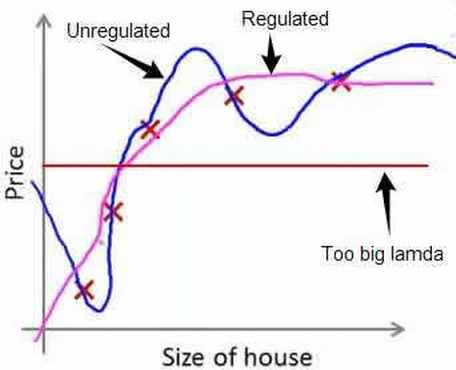 Regulated
Unregulated
Price
Too big lamda
Size of house